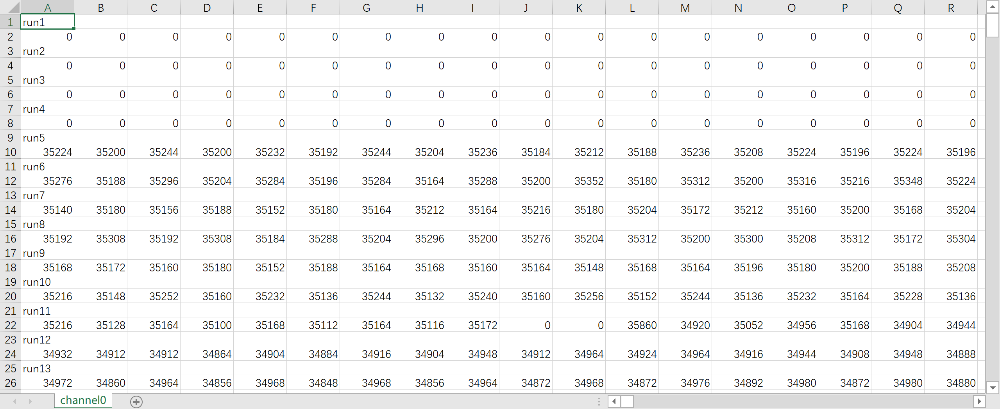 A B C D E F G H I J K L M N O P Q R
1 run1
2 0 0 0 0 0 0 0 0 0 0 0 0 0 0 0 0 0 0
3 run2
4 0 0 0 0 0 0 0 0 0 0 0 0 0 0 0 0 0 0
5 run3
6 0 0 0 0 0 0 0 0 0 0 0 0 0 0 0 0 0 0
7 run4
8 0 0 0 0 0 0 0 0 0 0 0 0 0 0 0 0 0 0
9 run5
10 35224 35200 35244 35200 35232 35192 35244 35204 35236 35184 35212 35188 35236 35208 35224 35196 35224 35196
11 run6
12 35276 35188 35296 35204 35284 35196 35284 35164 35288 35200 35352 35180 35312 35200 35316 35216 35348 35224
13 run7
14 35140 35180 35156 35188 35152 35180 35164 35212 35164 35216 35180 35204 35172 35212 35160 35200 35168 35204
15 run8
16 35192 35308 35192 35308 35184 35288 35204 35296 35200 35276 35204 35312 35200 35300 35208 35312 35172 35304
17 run9
18 35168 35172 35160 35180 35152 35188 35164 35168 35160 35164 35148 35168 35164 35196 35180 35200 35188 35208
19 run10
20 35216 35148 35252 35160 35232 35136 35244 35132 35240 35160 35256 35152 35244 35136 35232 35164 35228 35136
21 run11
22 35216 35128 35164 35100 35168 35112 35164 35116 35172 0 0 35860 34920 35052 34956 35168 34904 34944
23 run12
24 34932 34912 34912 34864 34904 34884 34916 34904 34948 34912 34964 34924 34964 34916 34944 34908 34948 34888
25 run13
26 34972 34860 34964 34856 34968 34848 34968 34856 34964 34872 34968 34872 34976 34892 34980 34872 34980 34880
channel0